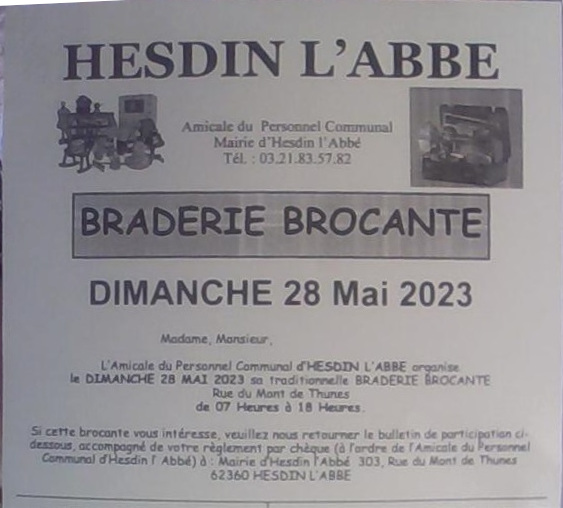 HESDIN L'ABBE
Amicale du Personnel Communal
Mairie d'Hesdin l'Abbé
Tél. : 03.21.83.57.82
BRADERIE BROCANTE
DIMANCHE 28 Mai 2023
Madame, Monsieur,
L'Amicale du Personnel Communal d'HESDIN L'ABBE organise
le DIMANCHE 28 MAI 2023 sa traditionnelle BRADERIE BROCANTE
Rue du Mont de Thunes
de 07 Heures à 18 Heures.
Si cette brocante vous intéresse, veuillez nous retourner le bulletin de participation ci-
dessous, accompagné de votre règlement par chèque (à l'ordre de l'Amicale du Personnel
Communal d'Hesdin l' Abbé) à : Mairie d'Hesdin l'Abbé 303, Rue du Mont de Thunes
62360 HESDIN L'ABBE